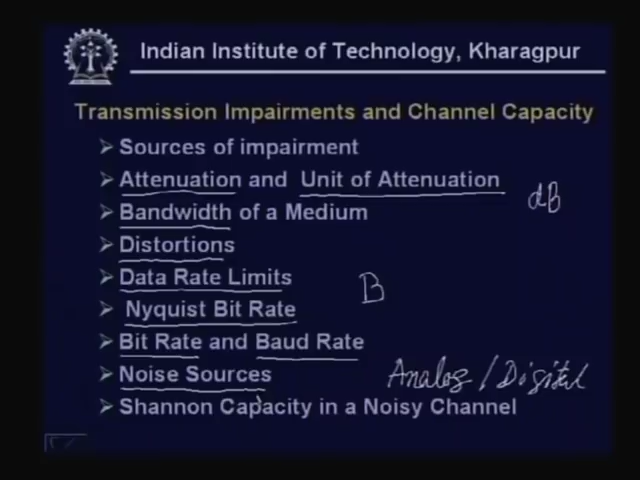 Indian Institute of Technology, Kharagpur
Transmission Impairments and Channel Capacity
Sources of impairment
Attenuation and Unit of Attenuation
dB
Bandwidth of a Medium
Distortions
Data Rate Limits
B
Nyquist Bit Rate
Bit Rate and Baud Rate
Noise Sources
Analog / Digital
Shannon Capacity in a Noisy Channel